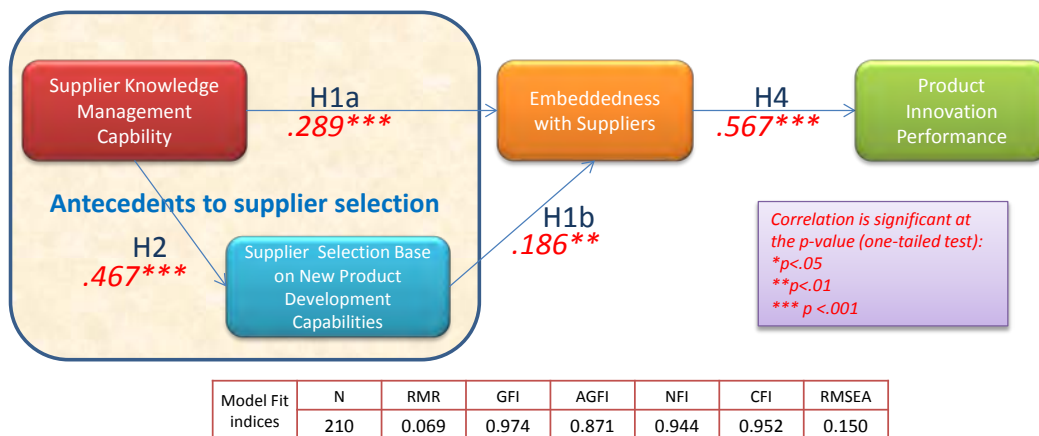 Supplier Knowledge
Management
Capbility
H1a
.289***
Embeddedness
with Suppliers
H4
.567***
Product
Innovation
Performance
Antecedents to supplier selection
H2
.467***
Supplier Selection Base
on New Product
Development
Capabilities
H1b
.186**
Correlation is significant at
the p-value (one-tailed test):
*p<.05
**p<.01
*** p <.001
Model Fit indices N RMR GFI AGFI NFI CFI RMSEA
210 0.069 0.974 0.871 0.944 0.952 0.150